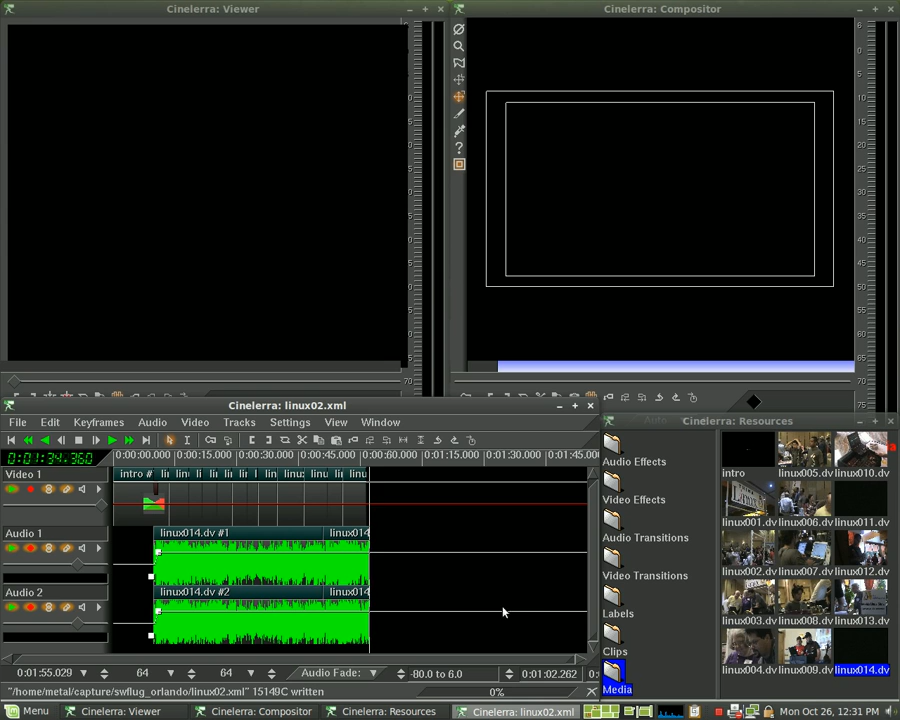 Cinelerra: Viewer
Cinelerra: Compositor
Cinelerra: linux02.xml
File Edit Keyframes Audio Video Tracks Settings View Window
0:01:34.360
0:00:00.000 0:00:15.000 0:00:30.000 0:00:45.000 0:01:00.000 0:01:15.000 0:01:30.000 0:01:45.00
Video 1
intro #
Audio 1
linux014.dv #1
linux014
Audio 2
linux014.dv #2
linux014
0:01:55.029
64
64
Audio Fade:
-80.0 to 6.0
0:01:02.262
"/home/metal/capture/swflug_orlando/linux02.xml" 15149C written
0%
Cinelerra: Resources
Audio Effects
Video Effects
Audio Transitions
Video Transitions
Labels
Clips
Media
intro linux005.dv linux010.dv
linux001.dv linux006.dv linux011.dv
linux002.dv linux007.dv linux012.dv
linux003.dv linux008.dv linux013.dv
linux004.dv linux009.dv linux014.dv
Menu
Cinelerra: Viewer
Cinelerra: Compositor
Cinelerra: Resources
Cinelerra: linux02.xml
Mon Oct 26, 12:31 PM